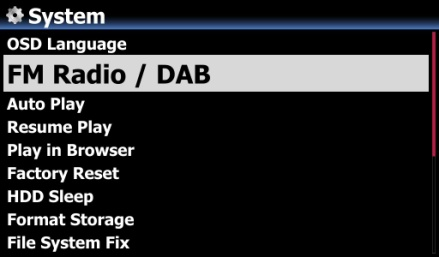 System
OSD Language
FM Radio / DAB
Auto Play
Resume Play
Play in Browser
Factory Reset
HDD Sleep
Format Storage
File System Fix